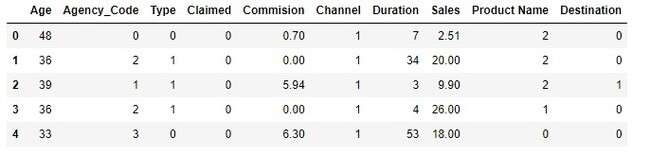 Age Agency_Code Type Claimed Commision Channel Duration Sales Product Name Destination
0 48 0 0 0 0.70 1 7 2.51 2 0
1 36 2 1 0 0.00 1 34 20.00 2 0
2 39 1 1 0 5.94 1 3 9.90 2 1
3 36 2 1 0 0.00 1 4 26.00 1 0
4 33 3 0 0 6.30 1 53 18.00 0 0